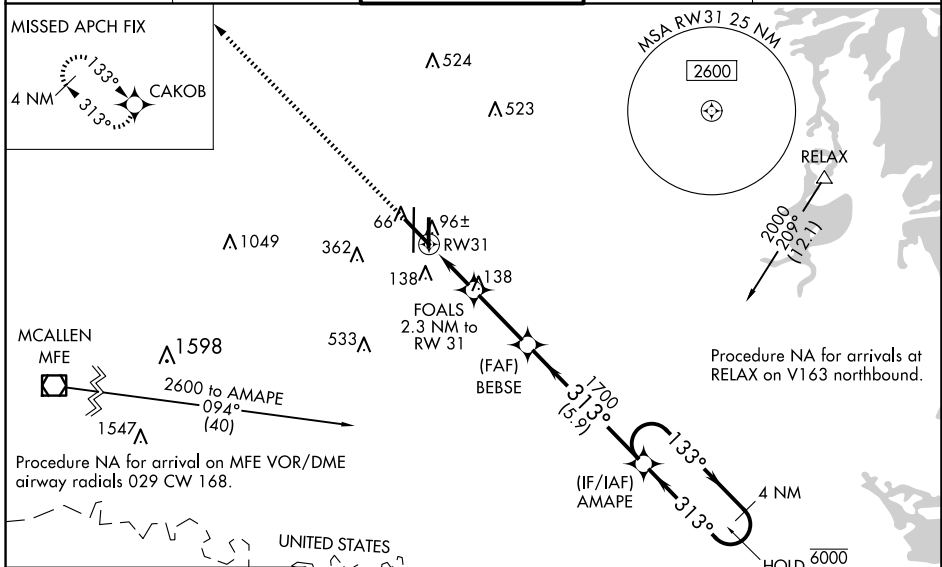 MISSED APCH FIX
133°
CAKOB
4 NM
313°
524
523
MSA RW31 25 NM
2600
RELAX
2000
209°
(12.1)
66
96±
RW31
1049
362
138
138
FOALS
2.3 NM to
RW 31
533
(FAF)
BEBSE
MCALLEN
MFE
1598
2600 to AMAPE
094°
(40)
1547
Procedure NA for arrivals at
RELAX on V163 northbound.
1700
313°
(5.9)
Procedure NA for arrival on MFE VOR/DME
airway radials 029 CW 168.
(IF/IAF)
AMAPE
133°
313°
4 NM
UNITED STATES
HOLD 6000